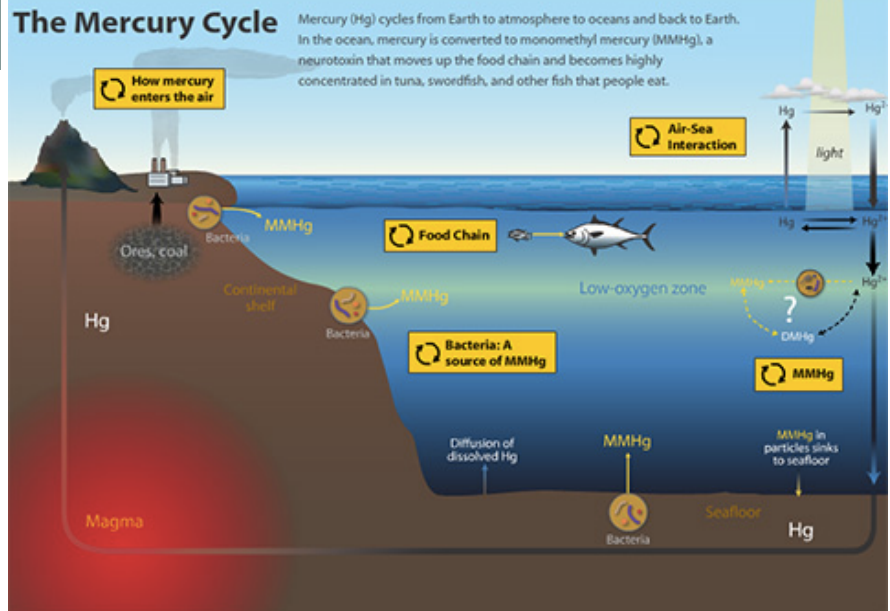 The Mercury Cycle
Mercury (Hg) cycles from Earth to atmosphere to oceans and back to Earth.
In the ocean, mercury is converted to monomethyl mercury (MMHg), a
neurotoxin that moves up the food chain and becomes highly
concentrated in tuna, swordfish, and other fish that people eat.
How mercury
enters the air
Air-Sea
Interaction
Hg
Hg²⁺
light
Bacteria
MMHg
Food Chain
Hg
Hg²⁺
Ores, coal
Continental
shelf
Bacteria
MMHg
Low-oxygen zone
MMHg
Hg²⁺
?
DMHg
Hg
Bacteria: A
source of MMHg
MMHg
Diffusion of
dissolved Hg
MMHg
MMHg in
particles sinks
to seafloor
Magma
Bacteria
Seafloor
Hg